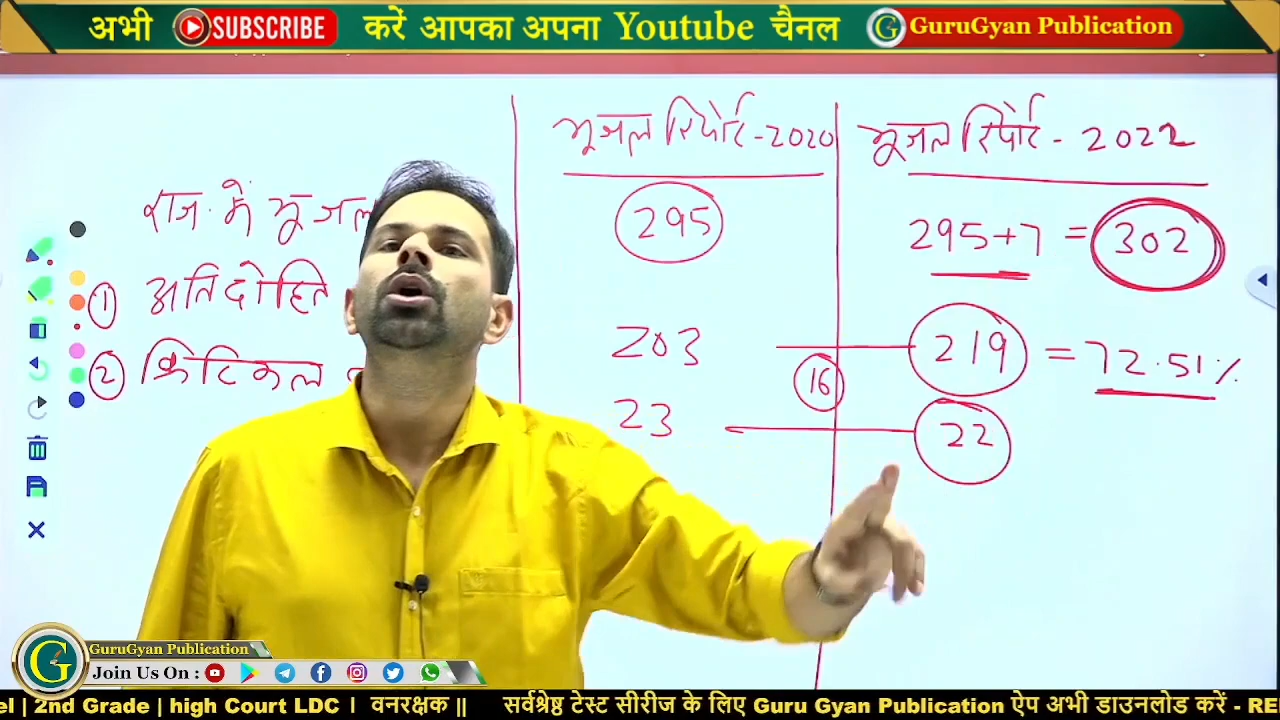 अभी SUBSCRIBE करें आपका अपना Youtube चैनल G GuruGyan Publication
भूजल रिपोर्ट-2020
भूजल रिपोर्ट - 2022
राज. में भूजल
295
295+7 = 302
① अतिदोहित
203
219 = 72.51%
16
② क्रिटिकल
23
22
G GuruGyan Publication
Join Us On :
2nd Grade | high Court LDC । वनरक्षक || सर्वश्रेष्ठ टेस्ट सीरीज के लिए Guru Gyan Publication ऐप अभी डाउनलोड करें - RE